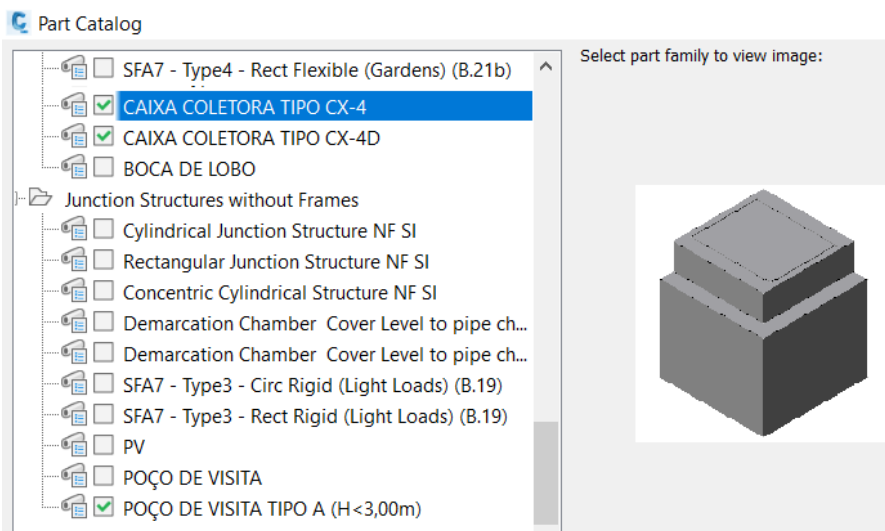 Part Catalog
SFA7 - Type4 - Rect Flexible (Gardens) (B.21b)
CAIXA COLETORA TIPO CX-4
CAIXA COLETORA TIPO CX-4D
BOCA DE LOBO
Junction Structures without Frames
Cylindrical Junction Structure NF SI
Rectangular Junction Structure NF SI
Concentric Cylindrical Structure NF SI
Demarcation Chamber  Cover Level to pipe ch...
Demarcation Chamber  Cover Level to pipe ch...
SFA7 - Type3 - Circ Rigid (Light Loads) (B.19)
SFA7 - Type3 - Rect Rigid (Light Loads) (B.19)
PV
POÇO DE VISITA
POÇO DE VISITA TIPO A (H<3,00m)
Select part family to view image: